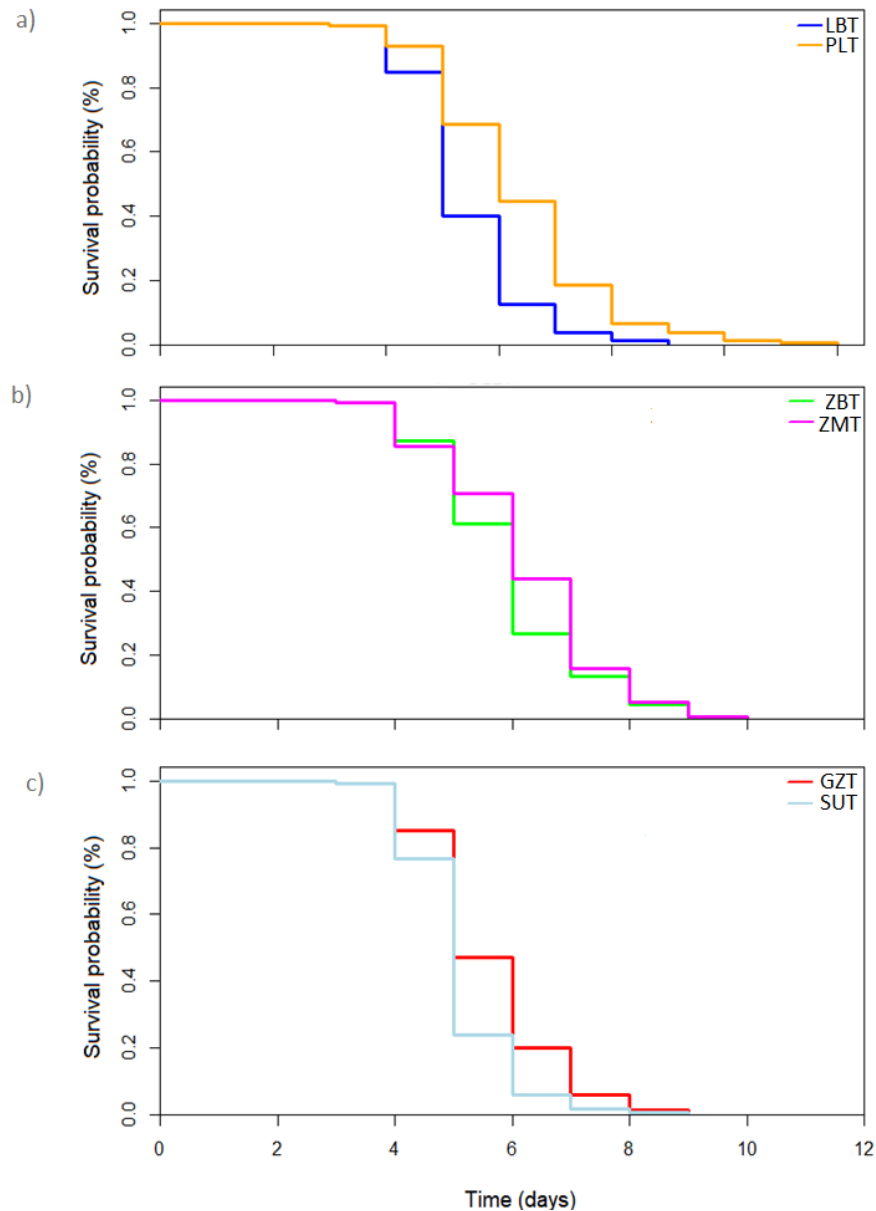 a)
LBT
PLT
Survival probability (%)
0.0 0.2 0.4 0.6 0.8 1.0
b)
ZBT
ZMT
Survival probability (%)
0.0 0.2 0.4 0.6 0.8 1.0
c)
GZT
SUT
Survival probability (%)
0.0 0.2 0.4 0.6 0.8 1.0
0 2 4 6 8 10 12
Time (days)